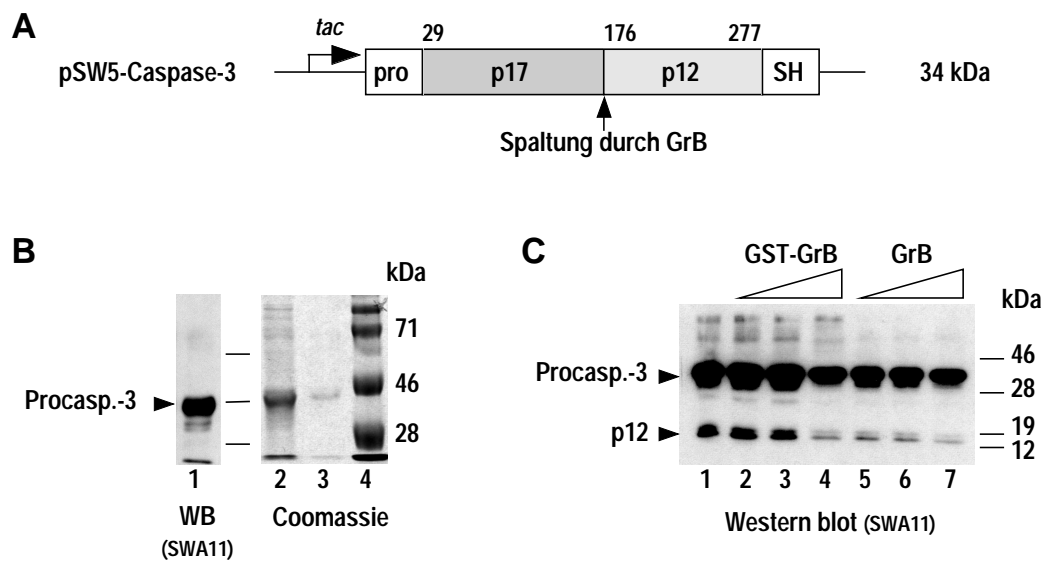 A
tac
29 176 277
pSW5-Caspase-3 pro p17 p12 SH 34 kDa
Spaltung durch GrB
B
kDa
71
46
28
Procasp.-3
1 2 3 4
WB Coomassie
(SWA11)
C
GST-GrB GrB
kDa
46
28
19
12
Procasp.-3
p12
1 2 3 4 5 6 7
Western blot (SWA11)